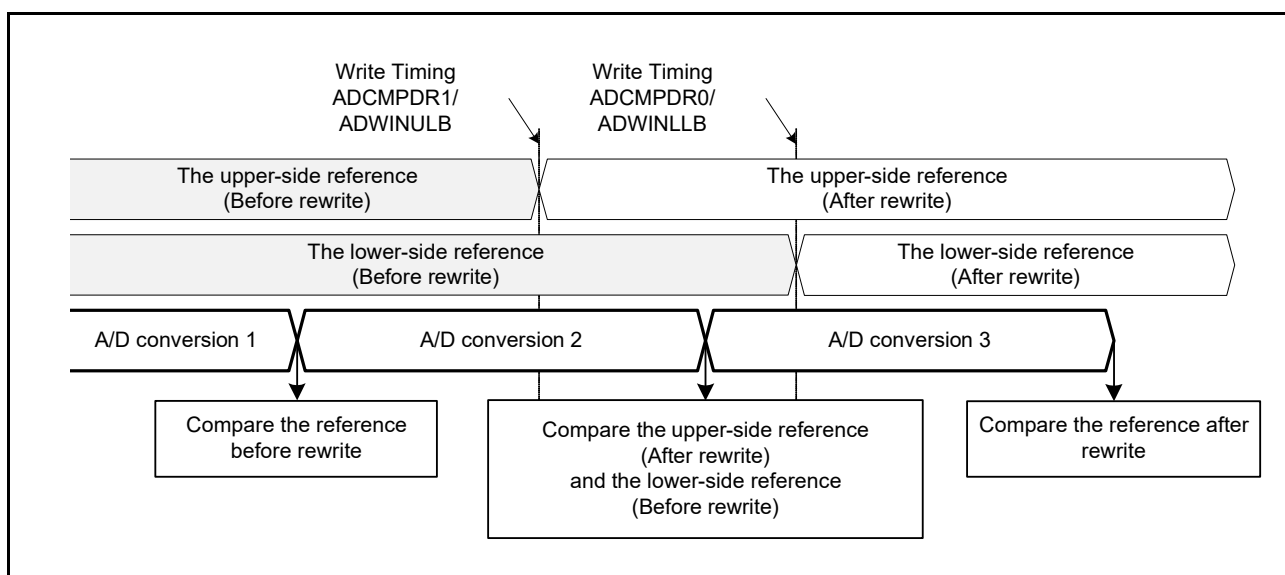 Write Timing
ADCMPDR1/
ADWINULB
Write Timing
ADCMPDR0/
ADWINLLB
The upper-side reference
(Before rewrite)
The upper-side reference
(After rewrite)
The lower-side reference
(Before rewrite)
The lower-side reference
(After rewrite)
A/D conversion 1
A/D conversion 2
A/D conversion 3
Compare the reference
before rewrite
Compare the upper-side reference
(After rewrite)
and the lower-side reference
(Before rewrite)
Compare the reference after
rewrite